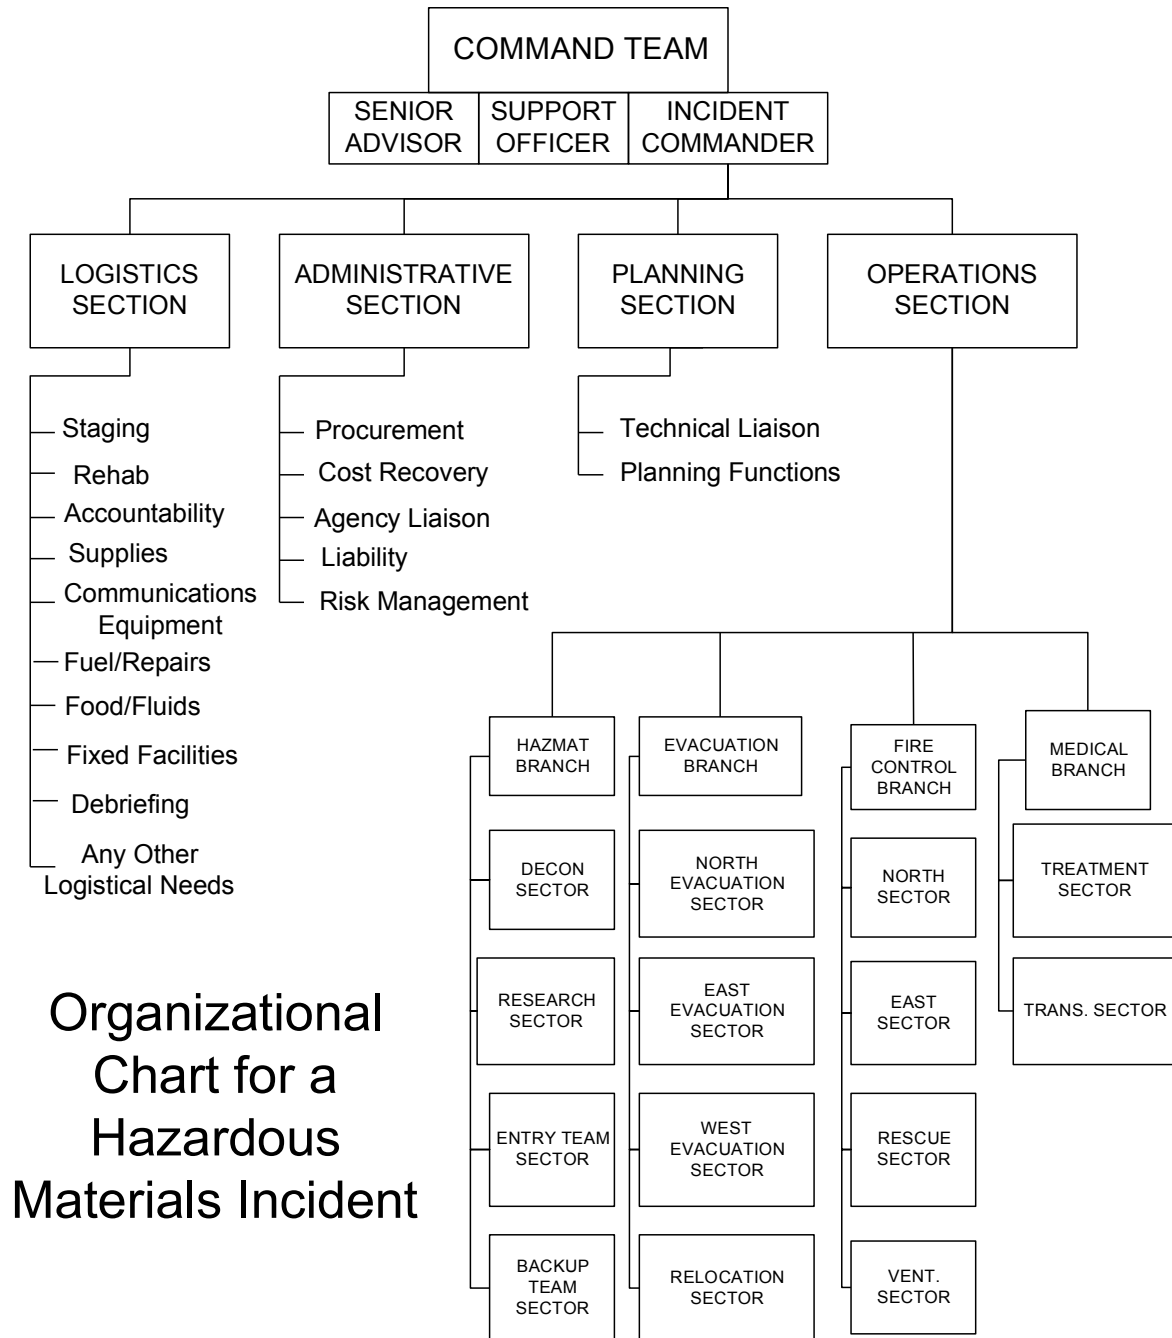 COMMAND TEAM
SENIOR
ADVISOR
SUPPORT
OFFICER
INCIDENT
COMMANDER
LOGISTICS
SECTION
ADMINISTRATIVE
SECTION
PLANNING
SECTION
OPERATIONS
SECTION
Staging
Rehab
Accountability
Supplies
Communications
Equipment
Fuel/Repairs
Food/Fluids
Fixed Facilities
Debriefing
Any Other
Logistical Needs
Procurement
Cost Recovery
Agency Liaison
Liability
Risk Management
Technical Liaison
Planning Functions
HAZMAT
BRANCH
DECON
SECTOR
RESEARCH
SECTOR
ENTRY TEAM
SECTOR
BACKUP
TEAM
SECTOR
EVACUATION
BRANCH
NORTH
EVACUATION
SECTOR
EAST
EVACUATION
SECTOR
WEST
EVACUATION
SECTOR
RELOCATION
SECTOR
FIRE
CONTROL
BRANCH
NORTH
SECTOR
EAST
SECTOR
RESCUE
SECTOR
VENT.
SECTOR
MEDICAL
BRANCH
TREATMENT
SECTOR
TRANS. SECTOR
Organizational
Chart for a
Hazardous
Materials Incident